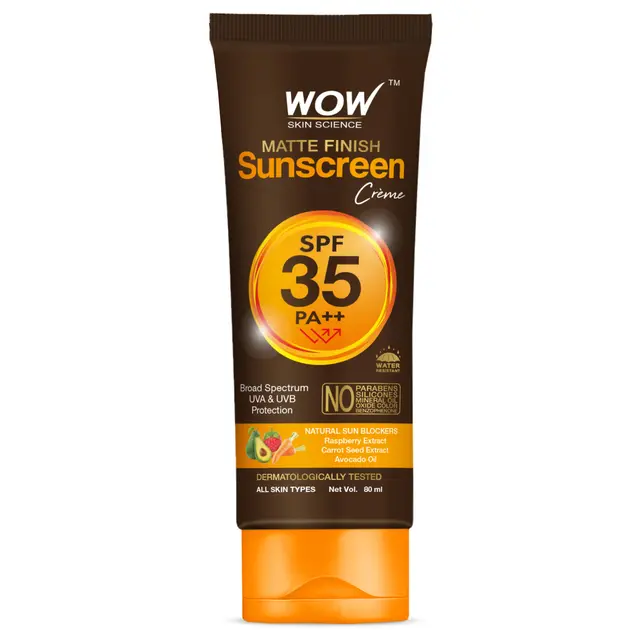 WOW
TM
SKIN SCIENCE
MATTE FINISH
Sunscreen
Crème
SPF
35
PA++
WATER
RESISTANT
Broad Spectrum
UVA & UVB
Protection
NO
PARABENS
SILICONES
MINERAL OIL
OXIDE COLOR
BENZOPHENONE
NATURAL SUN BLOCKERS
Raspberry Extract
Carrot Seed Extract
Avocado Oil
DERMATOLOGICALLY TESTED
ALL SKIN TYPES Net Vol. 80 ml